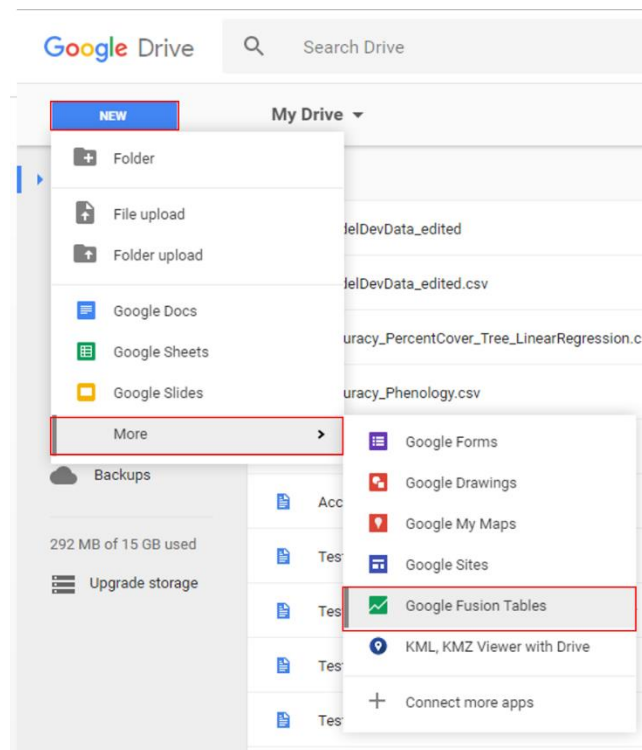 Google Drive
Search Drive
NEW
My Drive
Folder
File upload
Folder upload
Google Docs
Google Sheets
Google Slides
More
Backups
292 MB of 15 GB used
Upgrade storage
delDevData_edited
delDevData_edited.csv
uracy_PercentCover_Tree_LinearRegression.c
uracy_Phenology.csv
Acc
Tes
Tes
Tes
Tes
Google Forms
Google Drawings
Google My Maps
Google Sites
Google Fusion Tables
KML, KMZ Viewer with Drive
Connect more apps